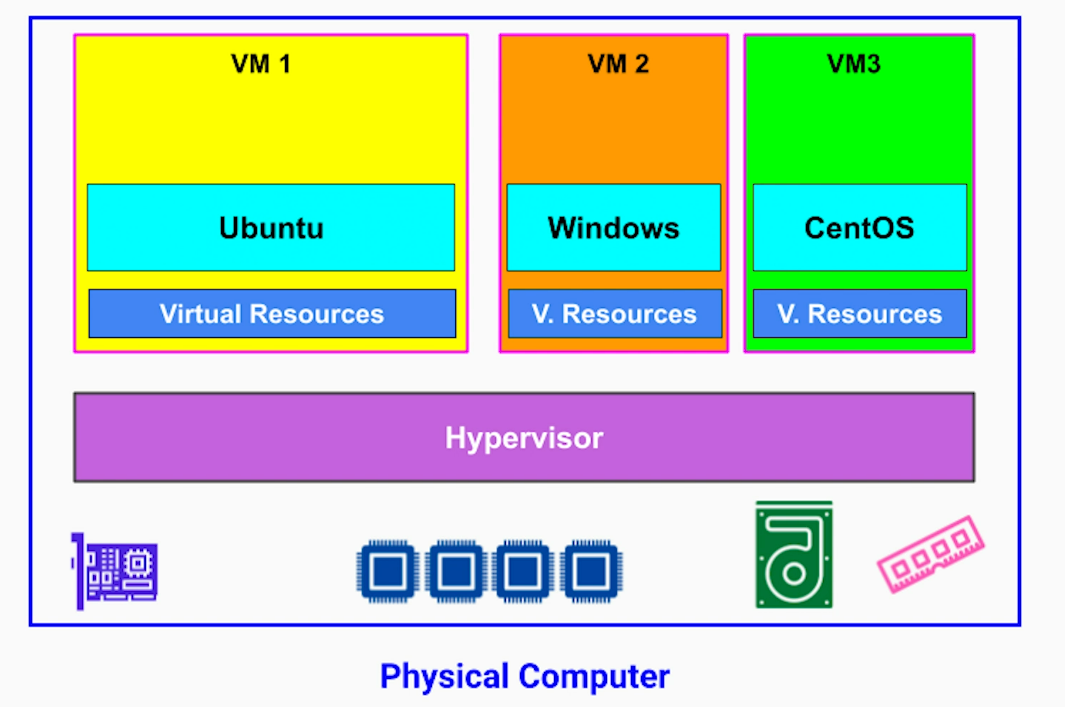 VM 1
VM 2
VM3
Ubuntu
Windows
CentOS
Virtual Resources
V. Resources
V. Resources
Hypervisor
Physical Computer